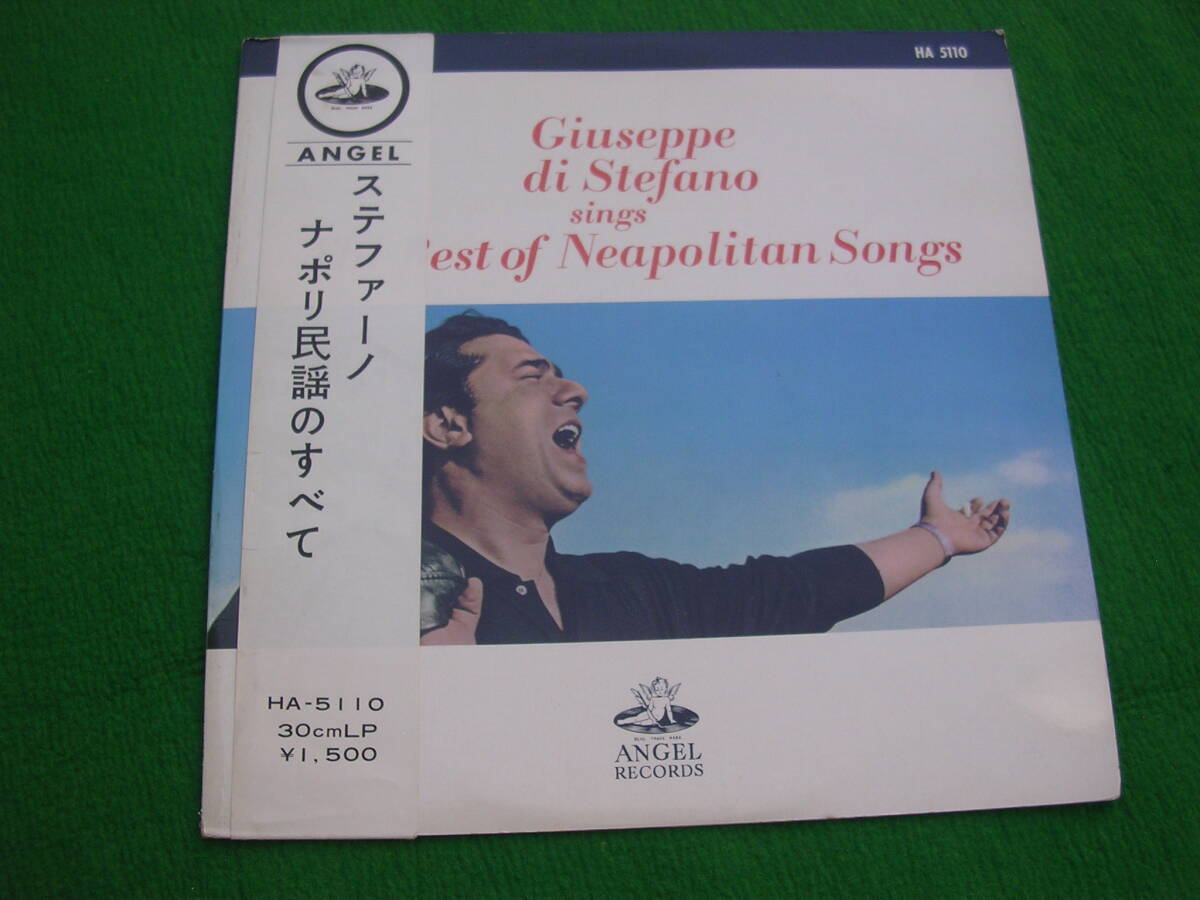 HA 5110
ANGEL
ステファーノ
ナポリ民謡のすべて
HA-5110
30cmLP
¥1,500
Giuseppe
di Stefano
sings
of Neapolitan Songs
ANGEL
RECORDS